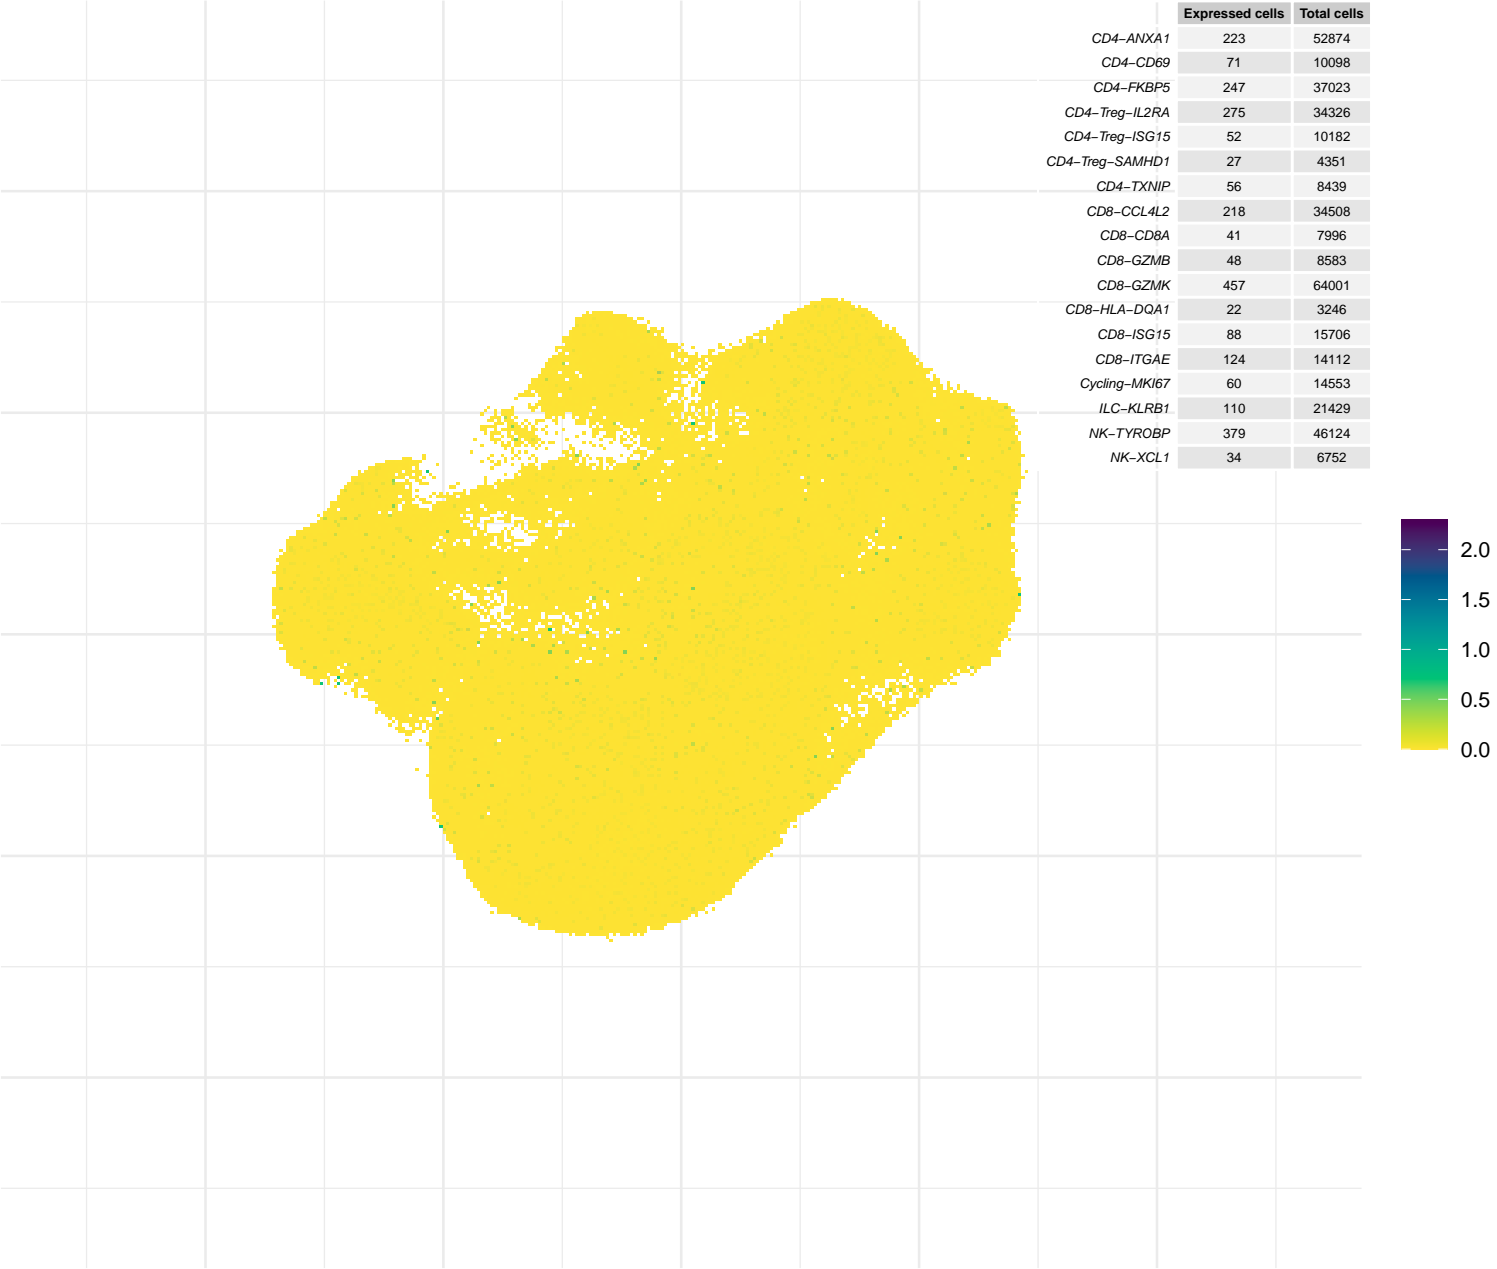 Expressed cells Total cells
CD4−ANXA1 223 52874
CD4−CD69 71 10098
CD4−FKBP5 247 37023
CD4−Treg−IL2RA 275 34326
CD4−Treg−ISG15 52 10182
CD4−Treg−SAMHD1 27 4351
CD4−TXNIP 56 8439
CD8−CCL4L2 218 34508
CD8−CD8A 41 7996
CD8−GZMB 48 8583
CD8−GZMK 457 64001
CD8−HLA−DQA1 22 3246
CD8−ISG15 88 15706
CD8−ITGAE 124 14112
Cycling−MKI67 60 14553
ILC−KLRB1 110 21429
NK−TYROBP 379 46124
NK−XCL1 34 6752
2.0
1.5
1.0
0.5
0.0